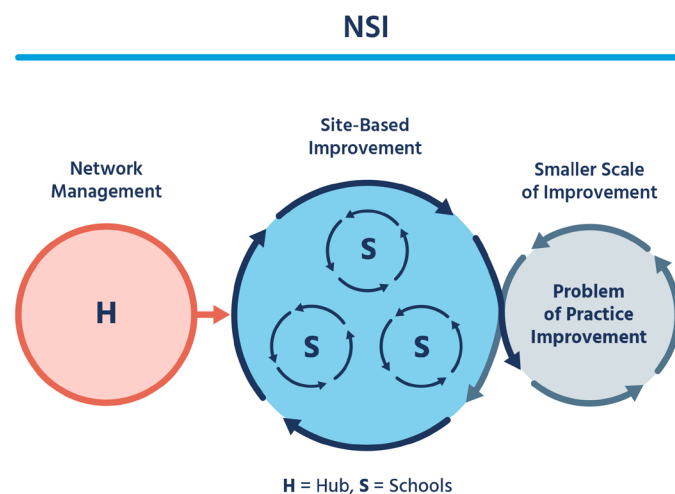 NSI
Network
Management
Site-Based
Improvement
Smaller Scale
of Improvement
H
S
S
S
Problem
of Practice
Improvement
H = Hub, S = Schools